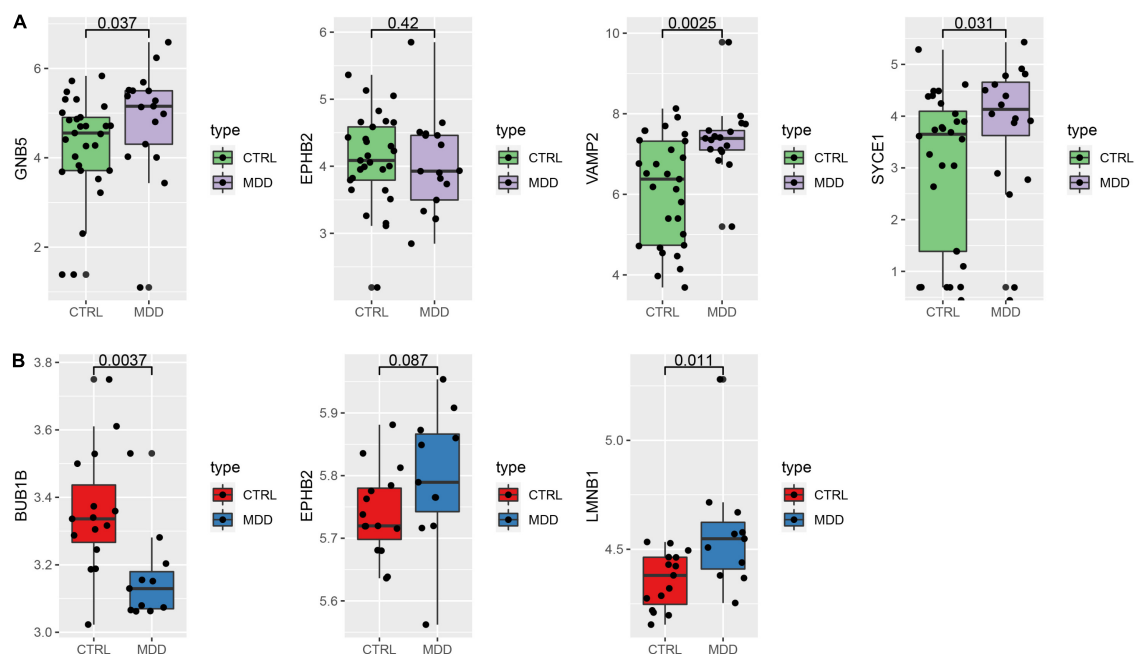 A
0.037
GNB5
6
4
2
CTRL
MDD
type
CTRL
MDD
0.42
EPHB2
6
5
4
3
CTRL
MDD
type
CTRL
MDD
0.0025
VAMP2
10
8
6
4
CTRL
MDD
type
CTRL
MDD
0.031
SYCE1
5
4
3
2
1
CTRL
MDD
type
CTRL
MDD
B
0.0037
BUB1B
3.8
3.6
3.4
3.2
3.0
CTRL
MDD
type
CTRL
MDD
0.087
EPHB2
5.9
5.8
5.7
5.6
CTRL
MDD
type
CTRL
MDD
0.011
LMNB1
5.0
4.5
CTRL
MDD
type
CTRL
MDD